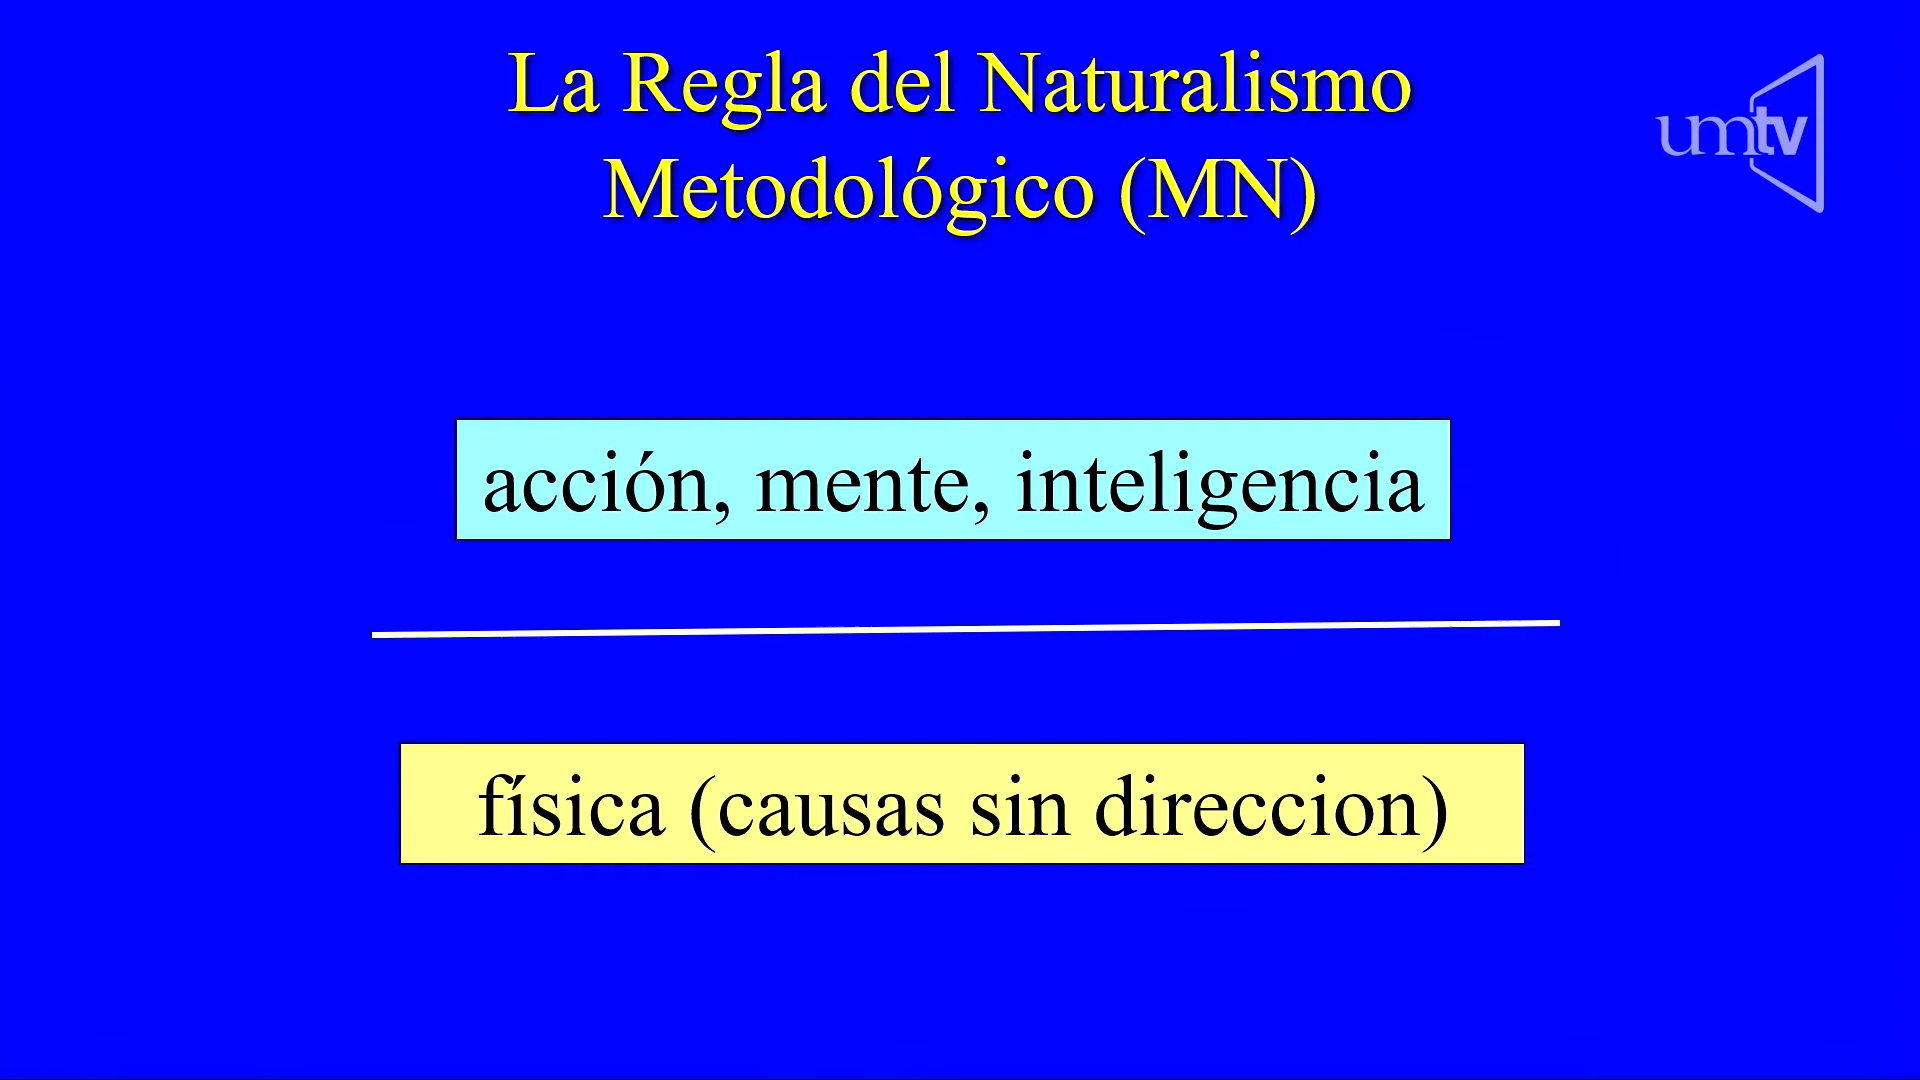 La Regla del Naturalismo
Metodológico (MN)
umtv
acción, mente, inteligencia
física (causas sin direccion)